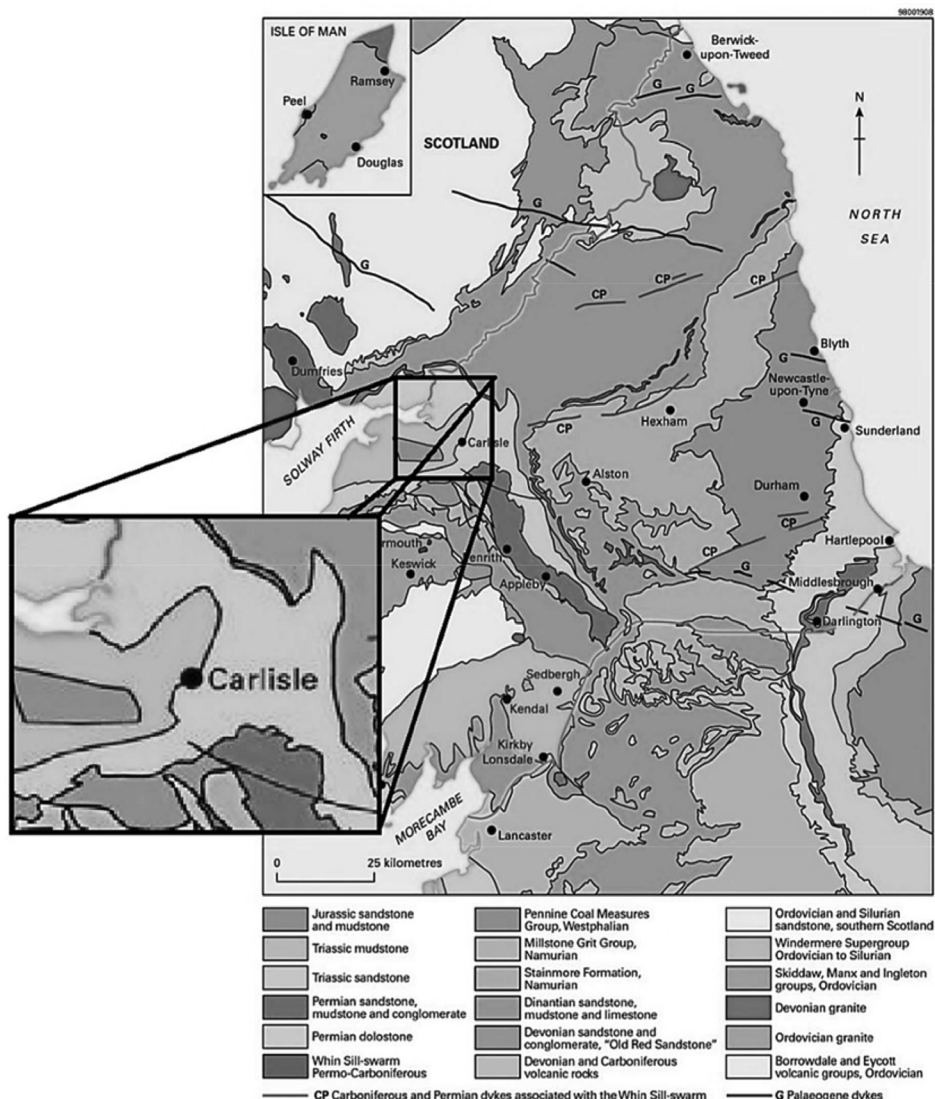 98001908
ISLE OF MAN
Ramsey
Peel
Douglas
Berwick-
upon-Tweed
G
G
N
SCOTLAND
G
NORTH
SEA
G
CP
CP
CP
Dumfries
Blyth
G
Newcastle-
upon-Tyne
G
Sunderland
SOLWAY FIRTH
CP
Hexham
Carlisle
Alston
Durham
CP
Hartlepool
CP
G
Middlesbrough
rmouth
Keswick
Penrith
Appleby
Darlington
G
Carlisle
Sedbergh
Kendal
Kirkby
Lonsdale
MORECAMBE
BAY
Lancaster
0 25 kilometres
Jurassic sandstone
and mudstone
Triassic mudstone
Triassic sandstone
Permian sandstone,
mudstone and conglomerate
Permian dolostone
Whin Sill-swarm
Permo-Carboniferous
Pennine Coal Measures
Group, Westphalian
Millstone Grit Group,
Namurian
Stainmore Formation,
Namurian
Dinantian sandstone,
mudstone and limestone
Devonian sandstone and
conglomerate, "Old Red Sandstone"
Devonian and Carboniferous
volcanic rocks
Ordovician and Silurian
sandstone, southern Scotland
Windermere Supergroup
Ordovician to Silurian
Skiddaw, Manx and Ingleton
groups, Ordovician
Devonian granite
Ordovician granite
Borrowdale and Eycott
volcanic groups, Ordovician
CP Carboniferous and Permian dykes associated with the Whin Sill-swarm
G Palaeogene dykes